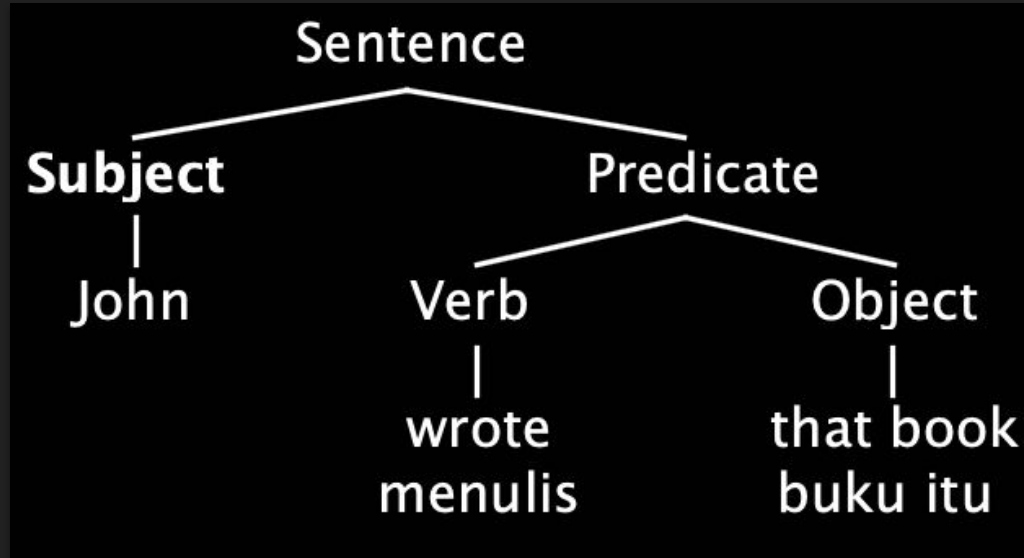 Sentence
Subject Predicate
John Verb Object
wrote that book
menulis buku itu